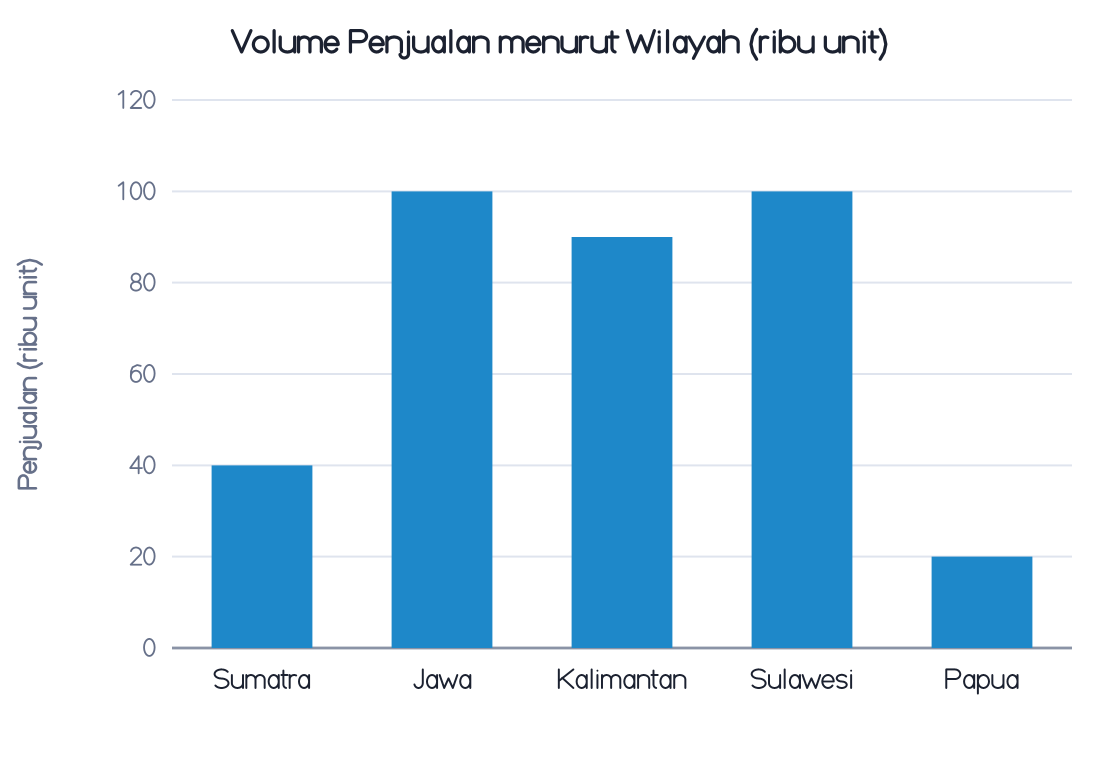 Volume Penjualan menurut Wilayah (ribu unit)
Penjualan (ribu unit)
120
100
80
60
40
20
0
Sumatra Jawa Kalimantan Sulawesi Papua